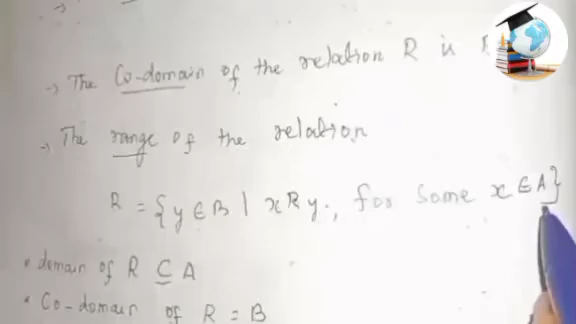 → The Co-domain of the relation R is
→ The range of the relation
R = {y ∈ B | x R y, for some x ∈ A}
• domain of R ⊆ A
• Co-domain of R = B